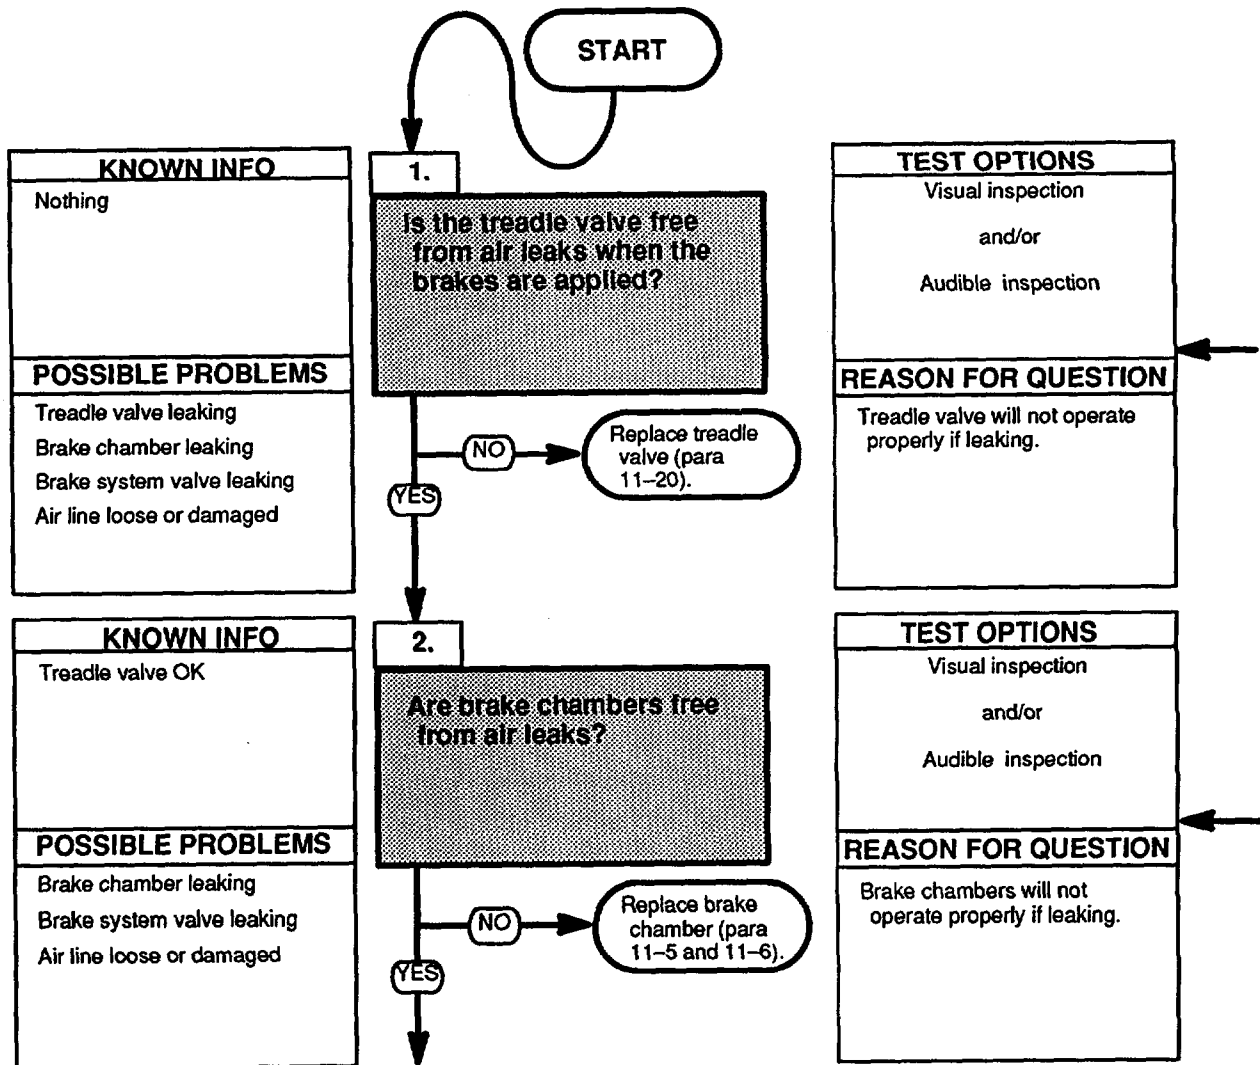 START
KNOWN INFO
Nothing
POSSIBLE PROBLEMS
Treadle valve leaking
Brake chamber leaking
Brake system valve leaking
Air line loose or damaged
1.
Is the treadle valve free
from air leaks when the
brakes are applied?
NO
Replace treadle
valve (para
11–20).
YES
TEST OPTIONS
Visual inspection
and/or
Audible inspection
REASON FOR QUESTION
Treadle valve will not operate
properly if leaking.
KNOWN INFO
Treadle valve OK
POSSIBLE PROBLEMS
Brake chamber leaking
Brake system valve leaking
Air line loose or damaged
2.
Are brake chambers free
from air leaks?
NO
Replace brake
chamber (para
11–5 and 11–6).
YES
TEST OPTIONS
Visual inspection
and/or
Audible inspection
REASON FOR QUESTION
Brake chambers will not
operate properly if leaking.